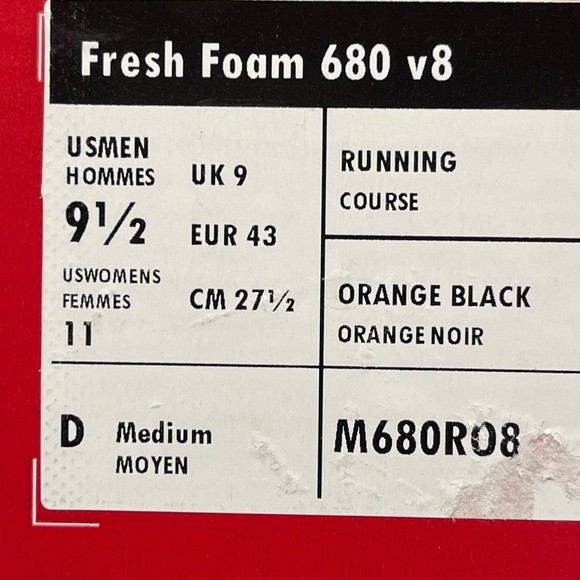 Fresh Foam 680 v8
USMEN
HOMMES
9½
UK 9
EUR 43
USWOMENS
FEMMES
11
CM 27½
RUNNING
COURSE
ORANGE BLACK
ORANGE NOIR
D Medium
MOYEN
M680RO8